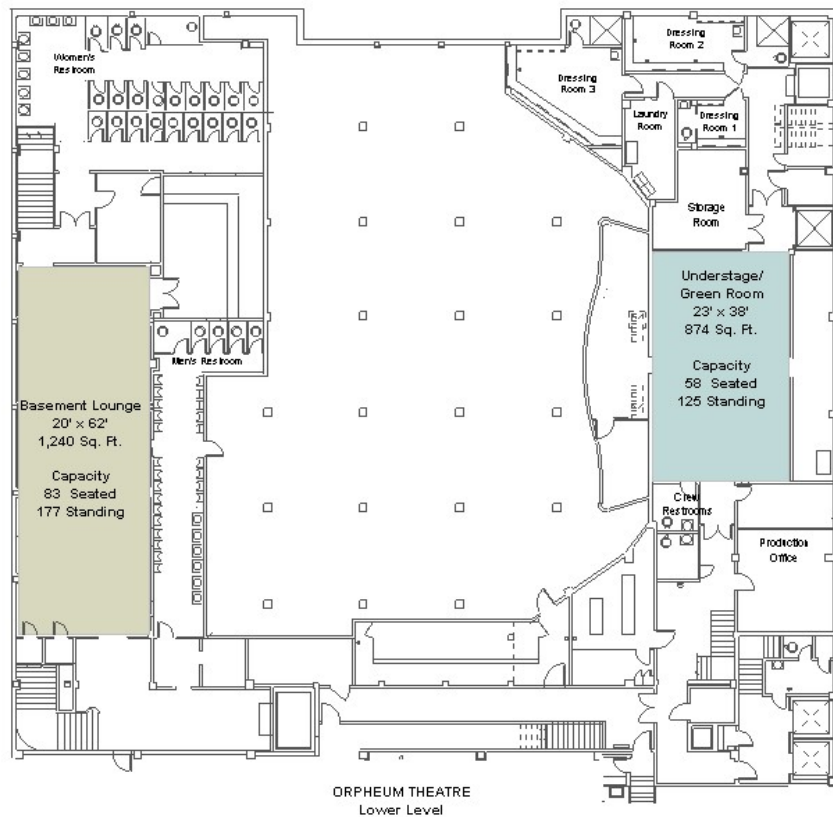 Women's
Restroom
Dressing
Room 2
Dressing
Room 3
Laundry
Room
Dressing
Room 1
Storage
Room
Understage/
Green Room
23' x 38'
874 Sq. Ft.
Capacity
58 Seated
125 Standing
Men's Restroom
Basement Lounge
20' x 62'
1,240 Sq. Ft.
Capacity
83 Seated
177 Standing
Crew
Restrooms
Production
Office
ORPHEUM THEATRE
Lower Level